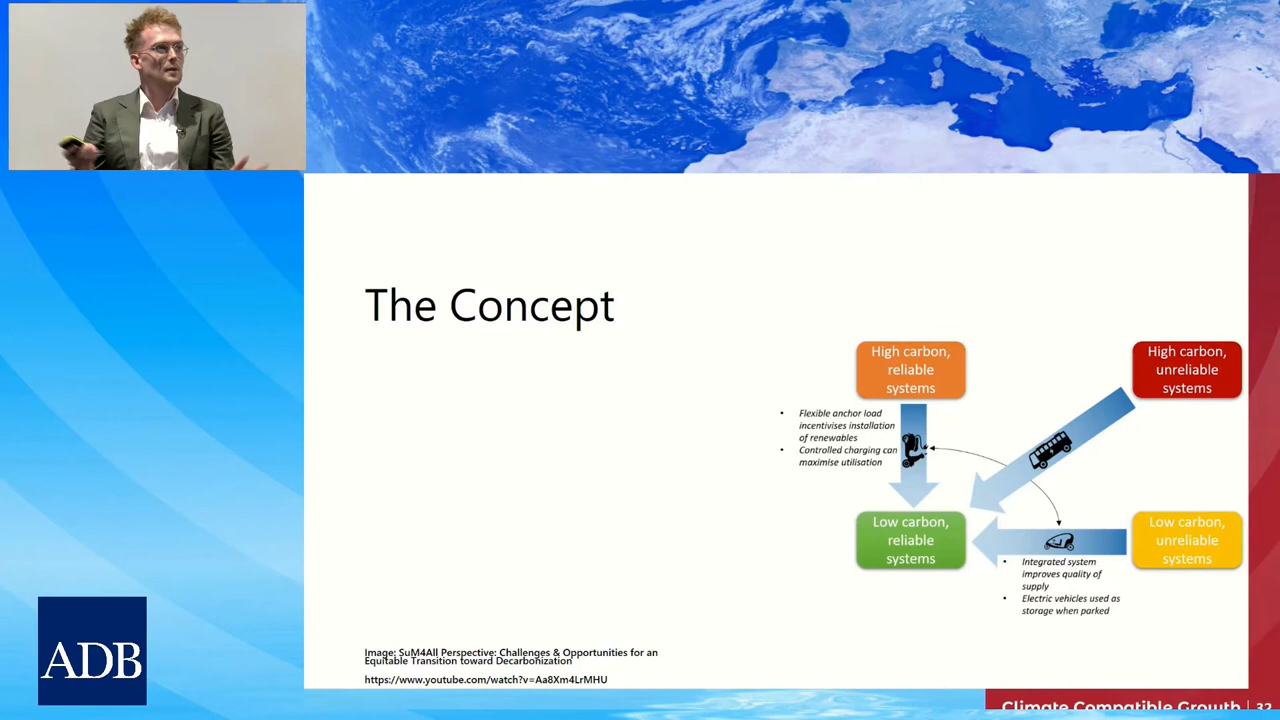 The Concept
High carbon,
reliable
systems
High carbon,
unreliable
systems
• Flexible anchor load
incentivises installation
of renewables
• Controlled charging can
maximise utilisation
Low carbon,
reliable
systems
Low carbon,
unreliable
systems
• Integrated system
improves quality of
supply
• Electric vehicles used as
storage when parked
ADB
Image: SuM4All Perspective: Challenges & Opportunities for an
Equitable Transition toward Decarbonization
https://www.youtube.com/watch?v=Aa8Xm4LrMHU
Climate Compatible Growth | 32